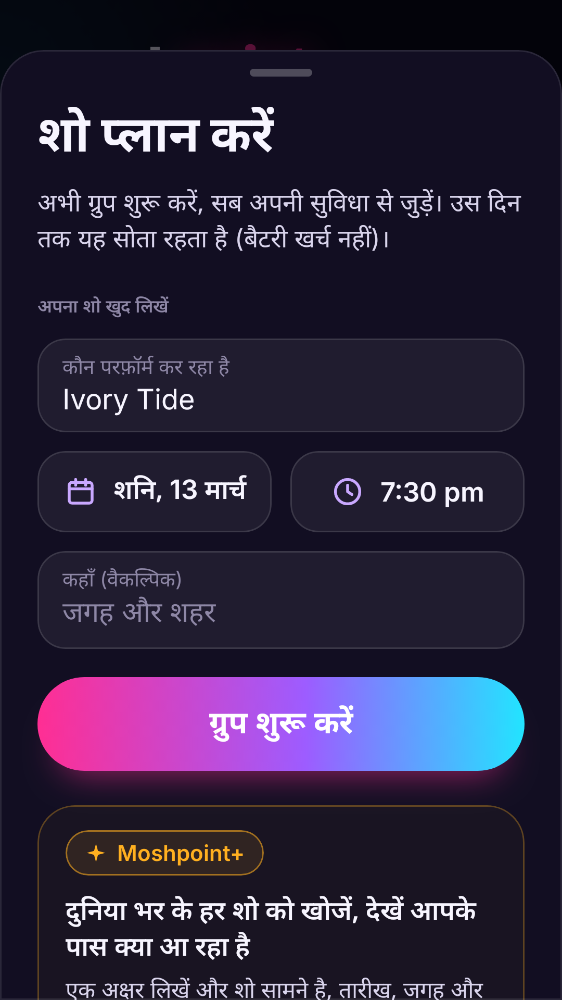 शो प्लान करें
अभी ग्रुप शुरू करें, सब अपनी सुविधा से जुड़ें। उस दिन
तक यह सोता रहता है (बैटरी खर्च नहीं)।
अपना शो खुद लिखें
कौन परफ़ॉर्म कर रहा है
Ivory Tide
शनि, 13 मार्च
7:30 pm
कहाँ (वैकल्पिक)
जगह और शहर
ग्रुप शुरू करें
Moshpoint+
दुनिया भर के हर शो को खोजें, देखें आपके
पास क्या आ रहा है
एक अक्षर लिखें और शो सामने है, तारीख, जगह और